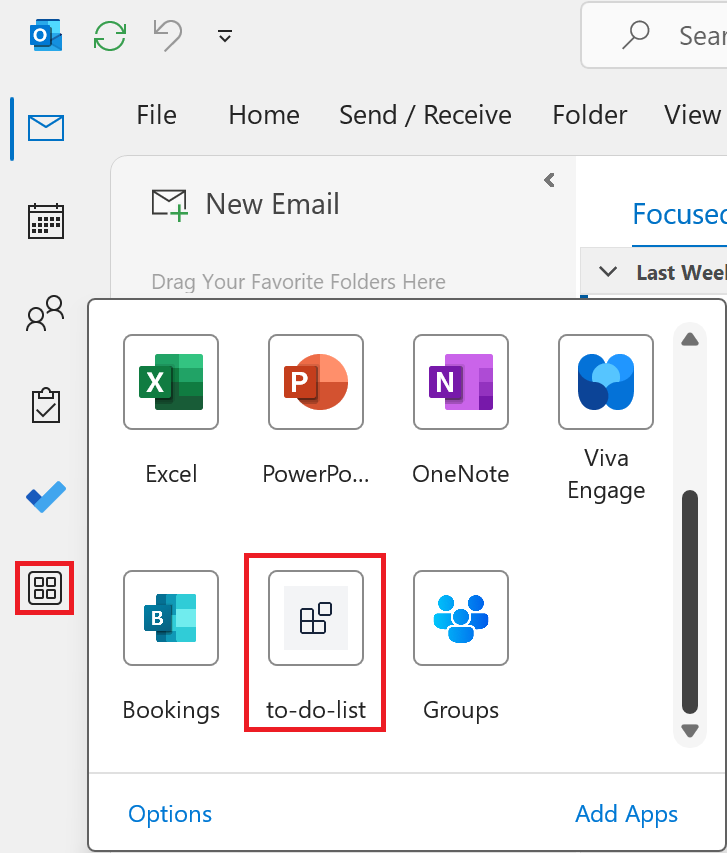 Sear
File Home Send / Receive Folder View
New Email
Focused
Drag Your Favorite Folders Here
Last Week
Excel PowerPo... OneNote Viva
Engage
Bookings to-do-list Groups
Options Add Apps